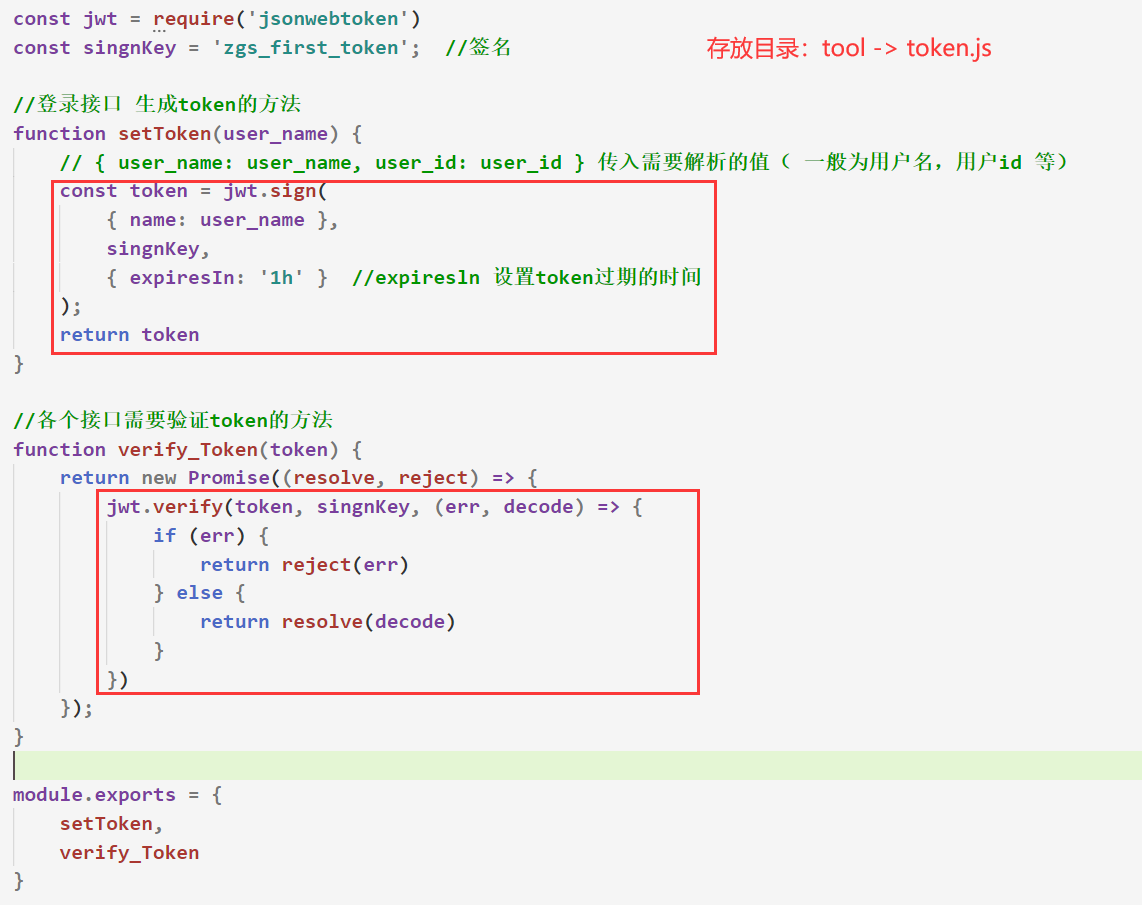 const jwt = require('jsonwebtoken')
const singnKey = 'zgs_first_token';  //签名
存放目录：tool -> token.js
//登录接口 生成token的方法
function setToken(user_name) {
    // { user_name: user_name, user_id: user_id } 传入需要解析的值（ 一般为用户名，用户id 等）
    const token = jwt.sign(
        { name: user_name },
        singnKey,
        { expiresIn: '1h' }  //expiresln 设置token过期的时间
    );
    return token
}
//各个接口需要验证token的方法
function verify_Token(token) {
    return new Promise((resolve, reject) => {
        jwt.verify(token, singnKey, (err, decode) => {
            if (err) {
                return reject(err)
            } else {
                return resolve(decode)
            }
        })
    });
}
module.exports = {
    setToken,
    verify_Token
}